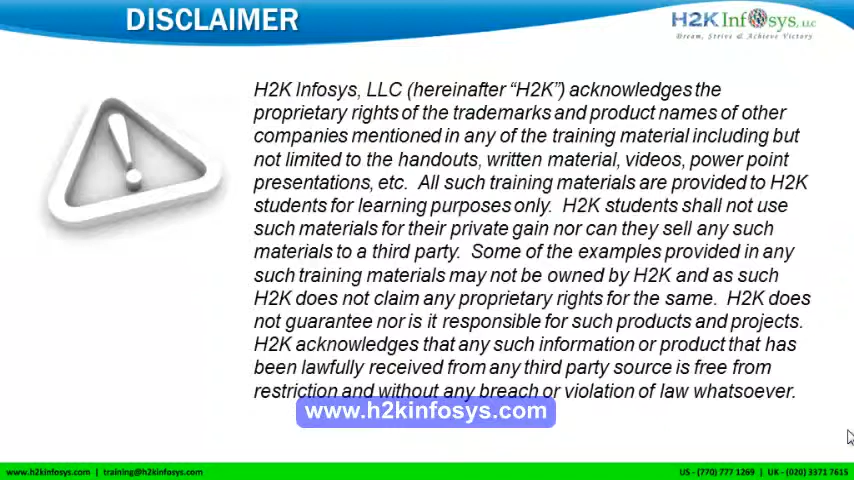 DISCLAIMER
H2K Infosys, LLC
Dream, Strive & Achieve Victory
H2K Infosys, LLC (hereinafter “H2K”) acknowledges the
proprietary rights of the trademarks and product names of other
companies mentioned in any of the training material including but
not limited to the handouts, written material, videos, power point
presentations, etc. All such training materials are provided to H2K
students for learning purposes only. H2K students shall not use
such materials for their private gain nor can they sell any such
materials to a third party. Some of the examples provided in any
such training materials may not be owned by H2K and as such
H2K does not claim any proprietary rights for the same. H2K does
not guarantee nor is it responsible for such products and projects.
H2K acknowledges that any such information or product that has
been lawfully received from any third party source is free from
restriction and without any breach or violation of law whatsoever.
www.h2kinfosys.com
www.h2kinfosys.com | training@h2kinfosys.com
US - (770) 777 1269 | UK - (020) 3371 7615